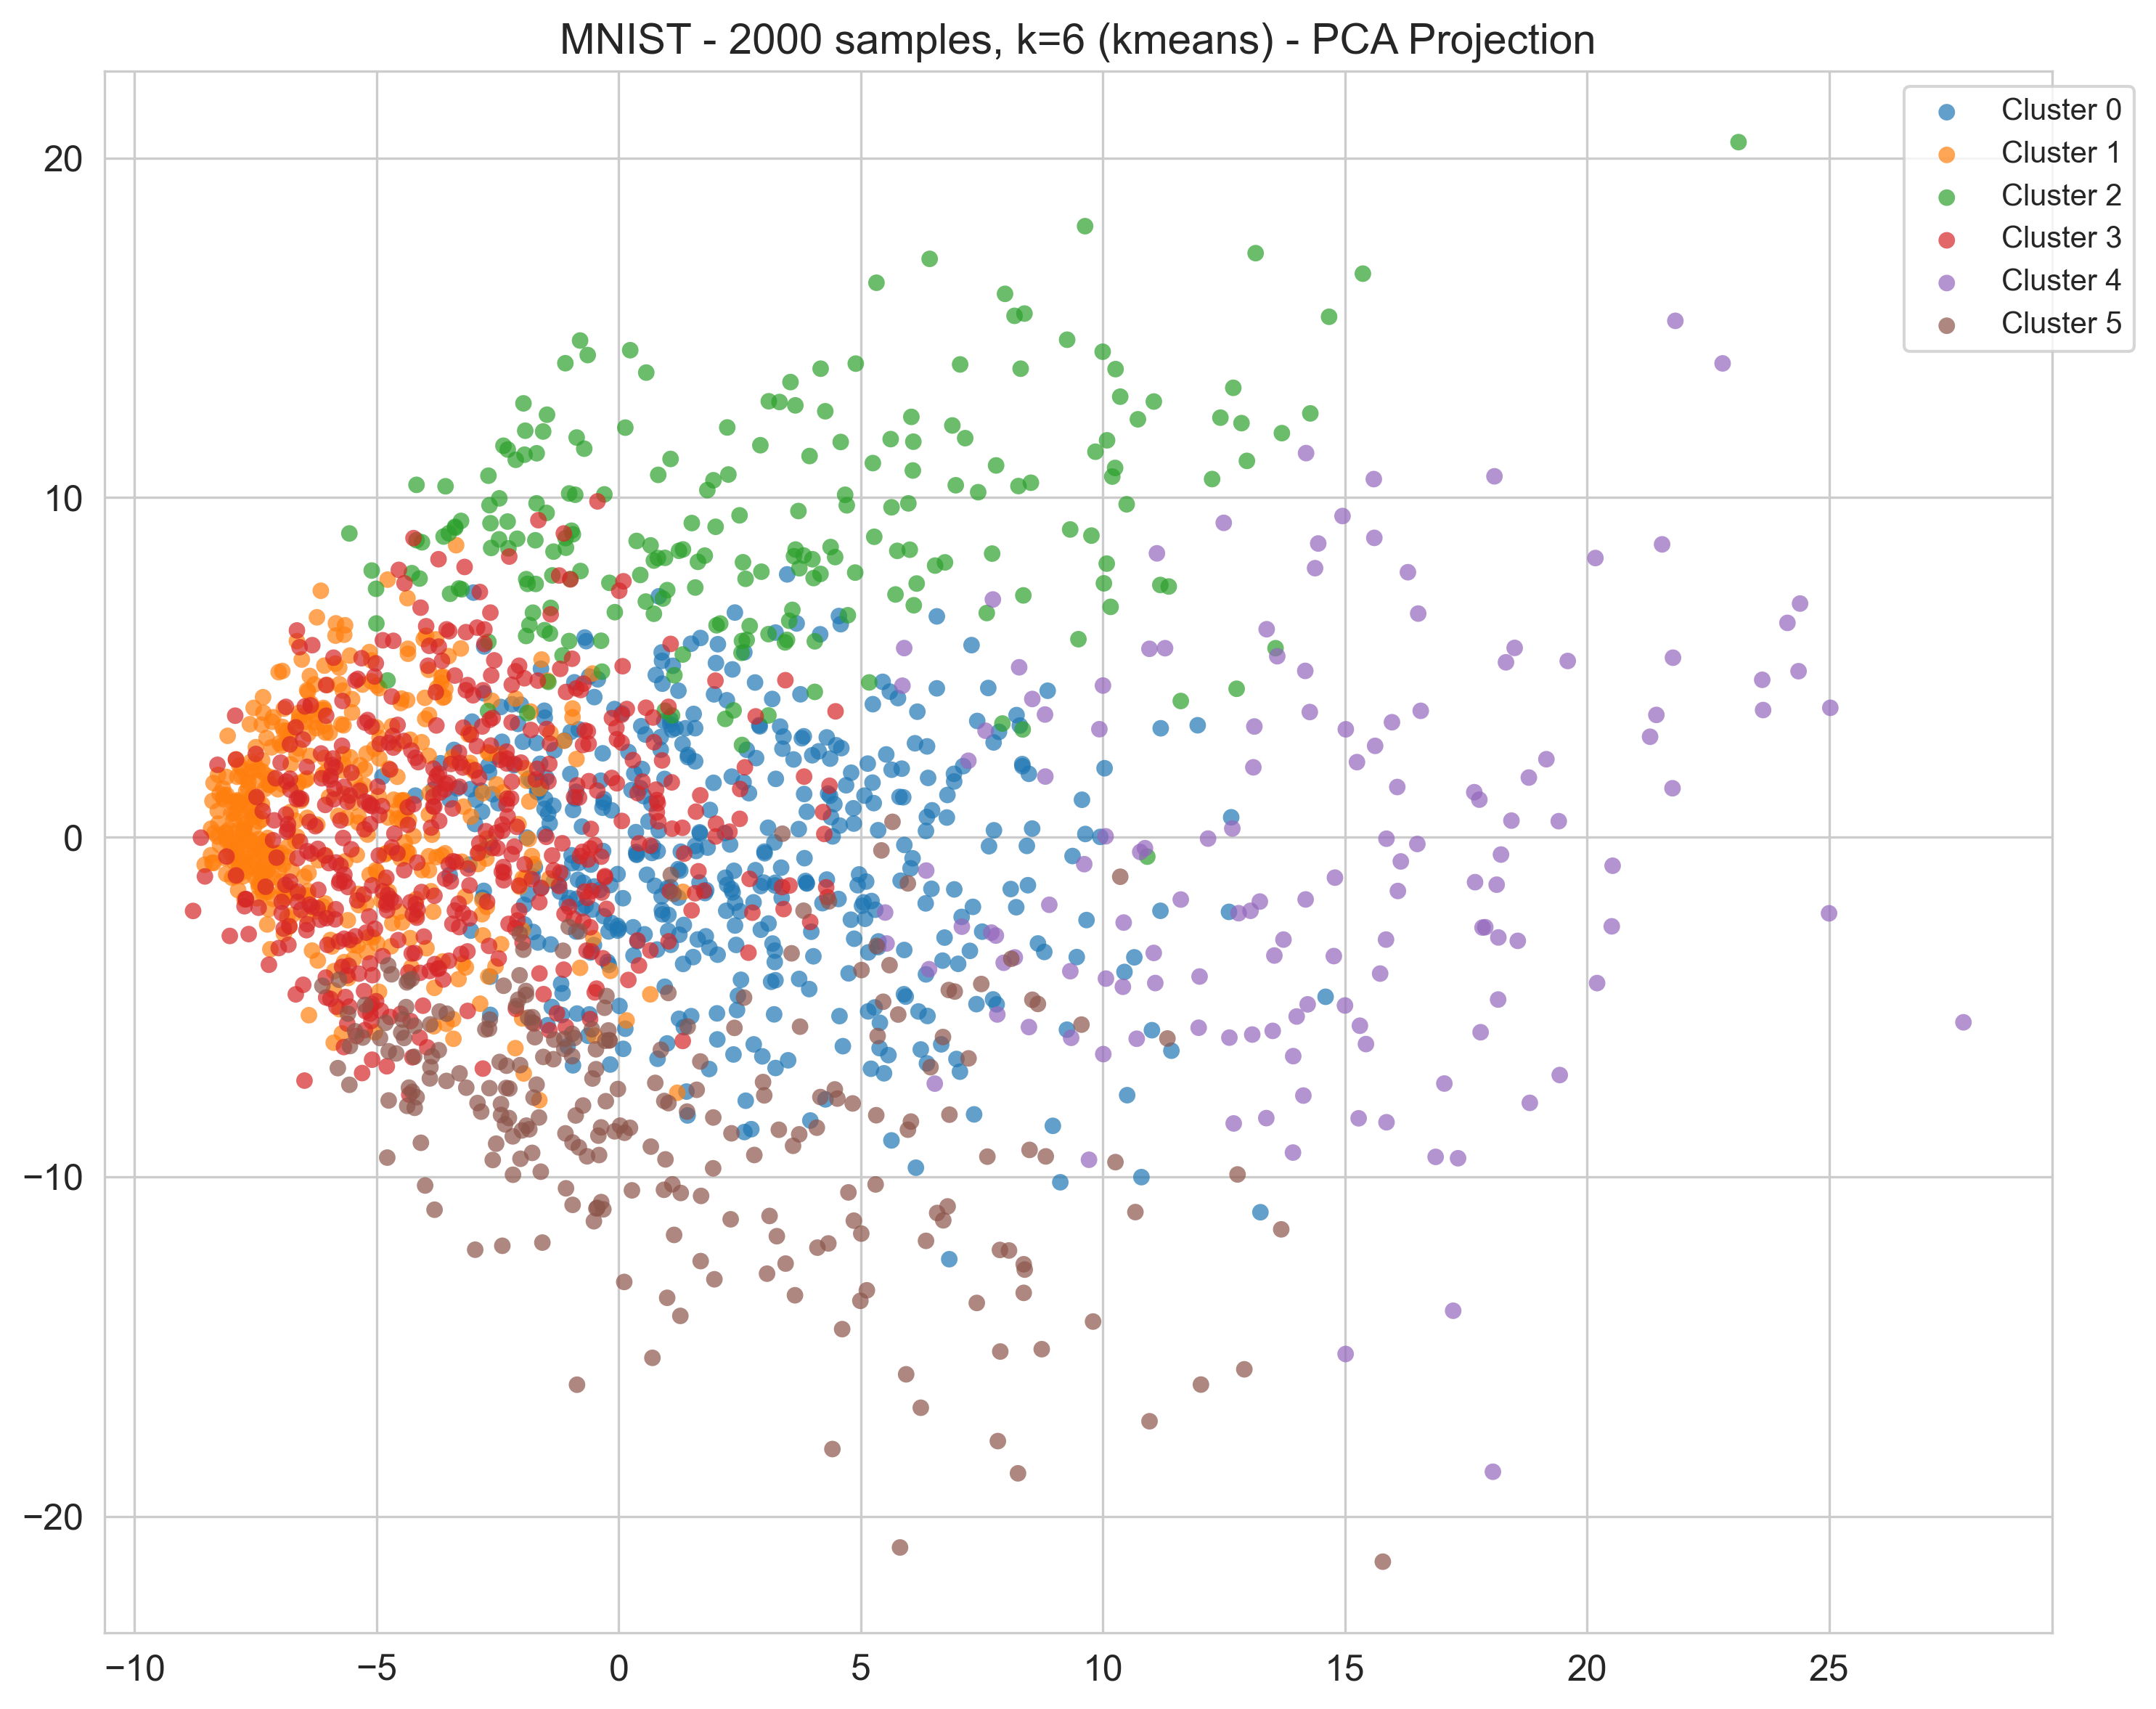 MNIST - 2000 samples, k=6 (kmeans) - PCA Projection
Cluster 0
Cluster 1
Cluster 2
Cluster 3
Cluster 4
Cluster 5
20
10
0
−10
−20
−10 −5 0 5 10 15 20 25